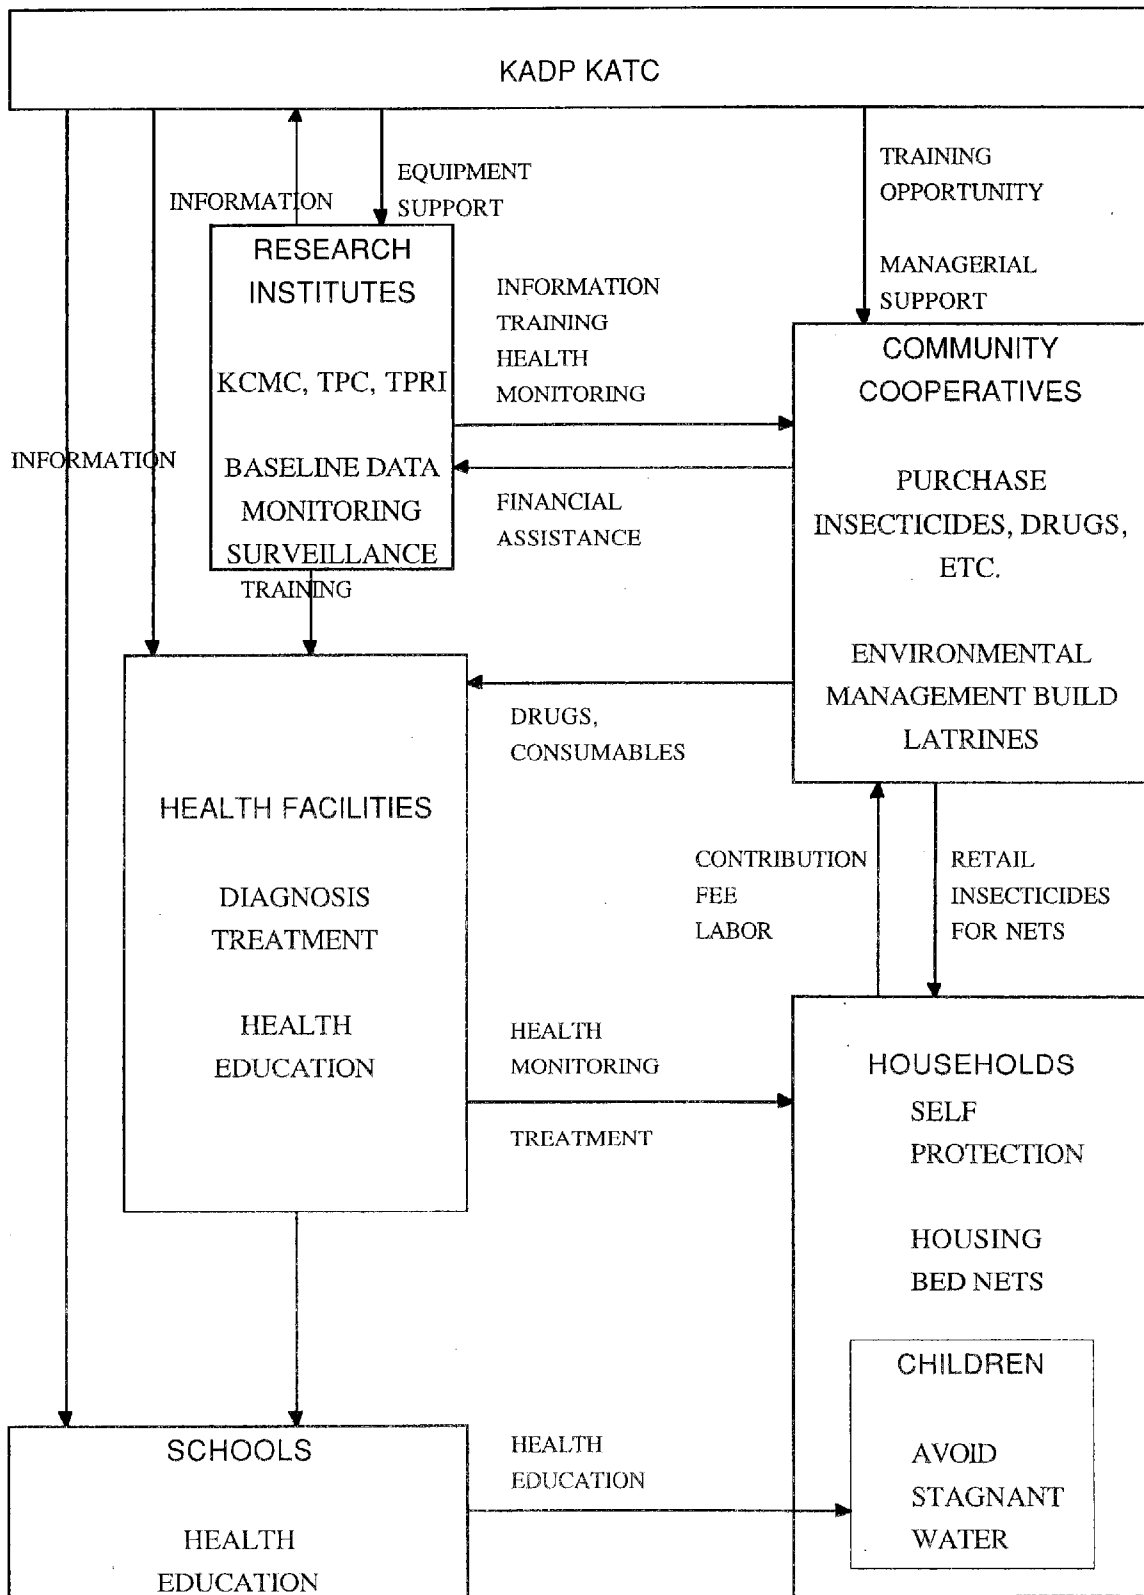 KADP KATC
TRAINING
OPPORTUNITY
EQUIPMENT
SUPPORT
INFORMATION
MANAGERIAL
SUPPORT
RESEARCH
INSTITUTES
KCMC, TPC, TPRI
BASELINE DATA
MONITORING
SURVEILLANCE
INFORMATION
TRAINING
HEALTH
MONITORING
FINANCIAL
ASSISTANCE
COMMUNITY
COOPERATIVES
PURCHASE
INSECTICIDES, DRUGS,
ETC.
ENVIRONMENTAL
MANAGEMENT BUILD
LATRINES
INFORMATION
TRAINING
DRUGS,
CONSUMABLES
HEALTH FACILITIES
DIAGNOSIS
TREATMENT
HEALTH
EDUCATION
CONTRIBUTION
FEE
LABOR
RETAIL
INSECTICIDES
FOR NETS
HEALTH
MONITORING
TREATMENT
HOUSEHOLDS
SELF
PROTECTION
HOUSING
BED NETS
CHILDREN
AVOID
STAGNANT
WATER
SCHOOLS
HEALTH
EDUCATION
HEALTH
EDUCATION